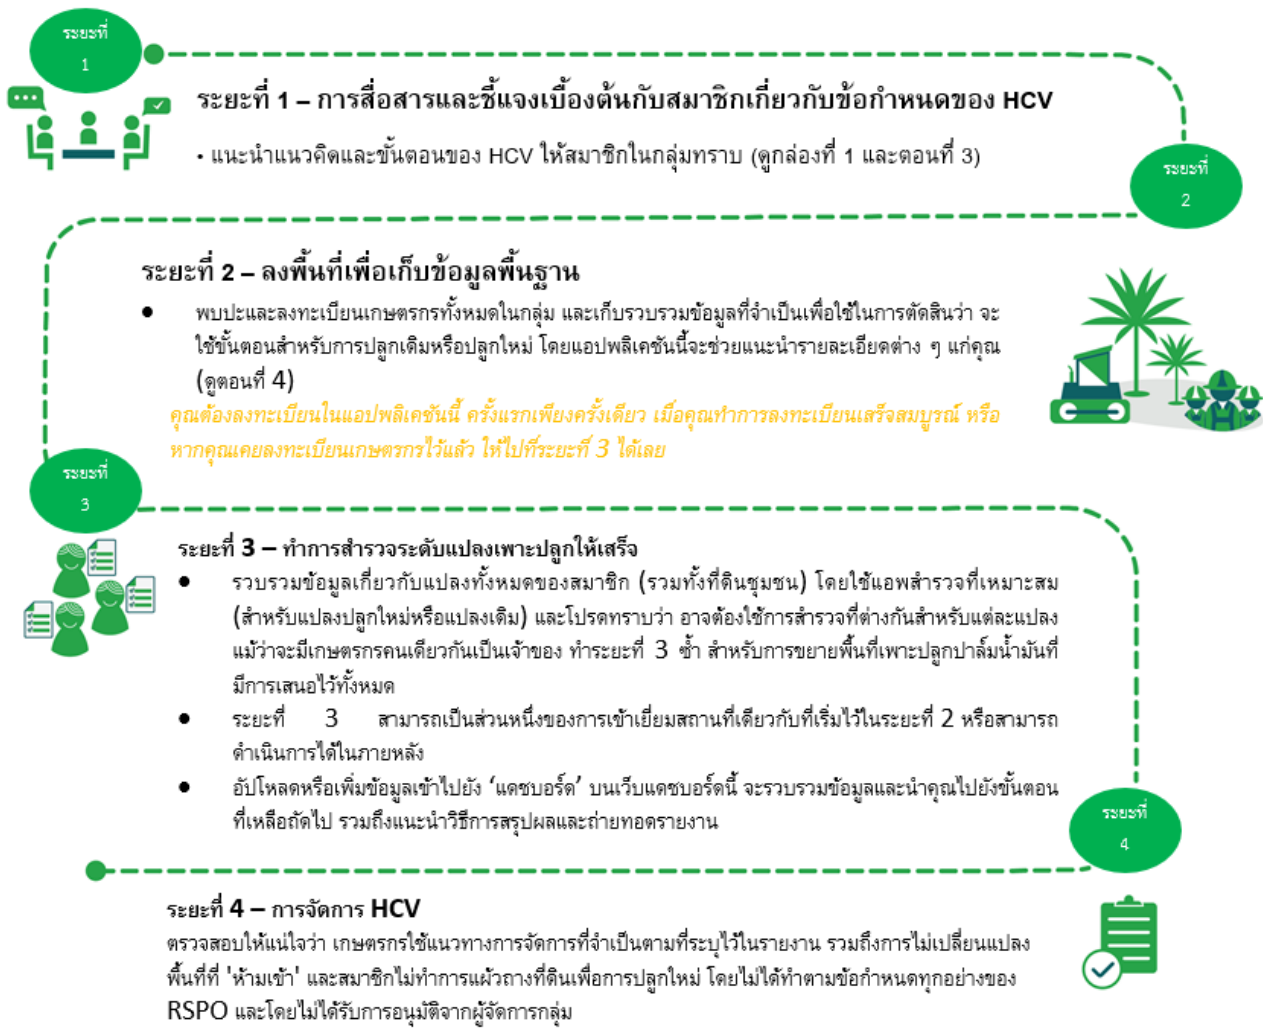 ระยะที่
1
ระยะที่ 1 – การสื่อสารและชี้แจงเบื้องต้นกับสมาชิกเกี่ยวกับข้อกำหนดของ HCV
• แนะนำแนวคิดและขั้นตอนของ HCV ให้สมาชิกในกลุ่มทราบ (ดูกล่องที่ 1 และตอนที่ 3)
ระยะที่
2
ระยะที่ 2 – ลงพื้นที่เพื่อเก็บข้อมูลพื้นฐาน
● พบปะและลงทะเบียนเกษตรกรทั้งหมดในกลุ่ม และเก็บรวบรวมข้อมูลที่จำเป็นเพื่อใช้ในการตัดสินว่า จะ
ใช้ขั้นตอนสำหรับการปลูกเดิมหรือปลูกใหม่ โดยแอปพลิเคชันนี้จะช่วยแนะนำรายละเอียดต่าง ๆ แก่คุณ
(ดูตอนที่ 4)
คุณต้องลงทะเบียนในแอปพลิเคชันนี้ ครั้งแรกเพียงครั้งเดียว เมื่อคุณทำการลงทะเบียนเสร็จสมบูรณ์ หรือ
หากคุณเคยลงทะเบียนเกษตรกรไว้แล้ว ให้ไปที่ระยะที่ 3 ได้เลย
ระยะที่
3
ระยะที่ 3 – ทำการสำรวจระดับแปลงเพาะปลูกให้เสร็จ
● รวบรวมข้อมูลเกี่ยวกับแปลงทั้งหมดของสมาชิก (รวมทั้งที่ดินชุมชน) โดยใช้แอพสำรวจที่เหมาะสม
(สำหรับแปลงปลูกใหม่หรือแปลงเดิม) และโปรดทราบว่า อาจต้องใช้การสำรวจที่ต่างกันสำหรับแต่ละแปลง
แม้ว่าจะมีเกษตรกรคนเดียวกันเป็นเจ้าของ ทำระยะที่ 3 ซ้ำ สำหรับการขยายพื้นที่เพาะปลูกปาล์มน้ำมันที่
มีการเสนอไว้ทั้งหมด
● ระยะที่ 3 สามารถเป็นส่วนหนึ่งของการเข้าเยี่ยมสถานที่เดียวกับที่เริ่มไว้ในระยะที่ 2 หรือสามารถ
ดำเนินการได้ในภายหลัง
● อัปโหลดหรือเพิ่มข้อมูลเข้าไปยัง ‘แดชบอร์ด’ บนเว็บแดชบอร์ดนี้ จะรวบรวมข้อมูลและนำคุณไปยังขั้นตอน
ที่เหลือถัดไป รวมถึงแนะนำวิธีการสรุปผลและถ่ายทอดรายงาน
ระยะที่
4
ระยะที่ 4 – การจัดการ HCV
ตรวจสอบให้แน่ใจว่า เกษตรกรใช้แนวทางการจัดการที่จำเป็นตามที่ระบุไว้ในรายงาน รวมถึงการไม่เปลี่ยนแปลง
พื้นที่ที่ 'ห้ามเข้า' และสมาชิกไม่ทำการแผ้วถางที่ดินเพื่อการปลูกใหม่ โดยไม่ได้ทำตามข้อกำหนดทุกอย่างของ
RSPO และโดยไม่ได้รับการอนุมัติจากผู้จัดการกลุ่ม